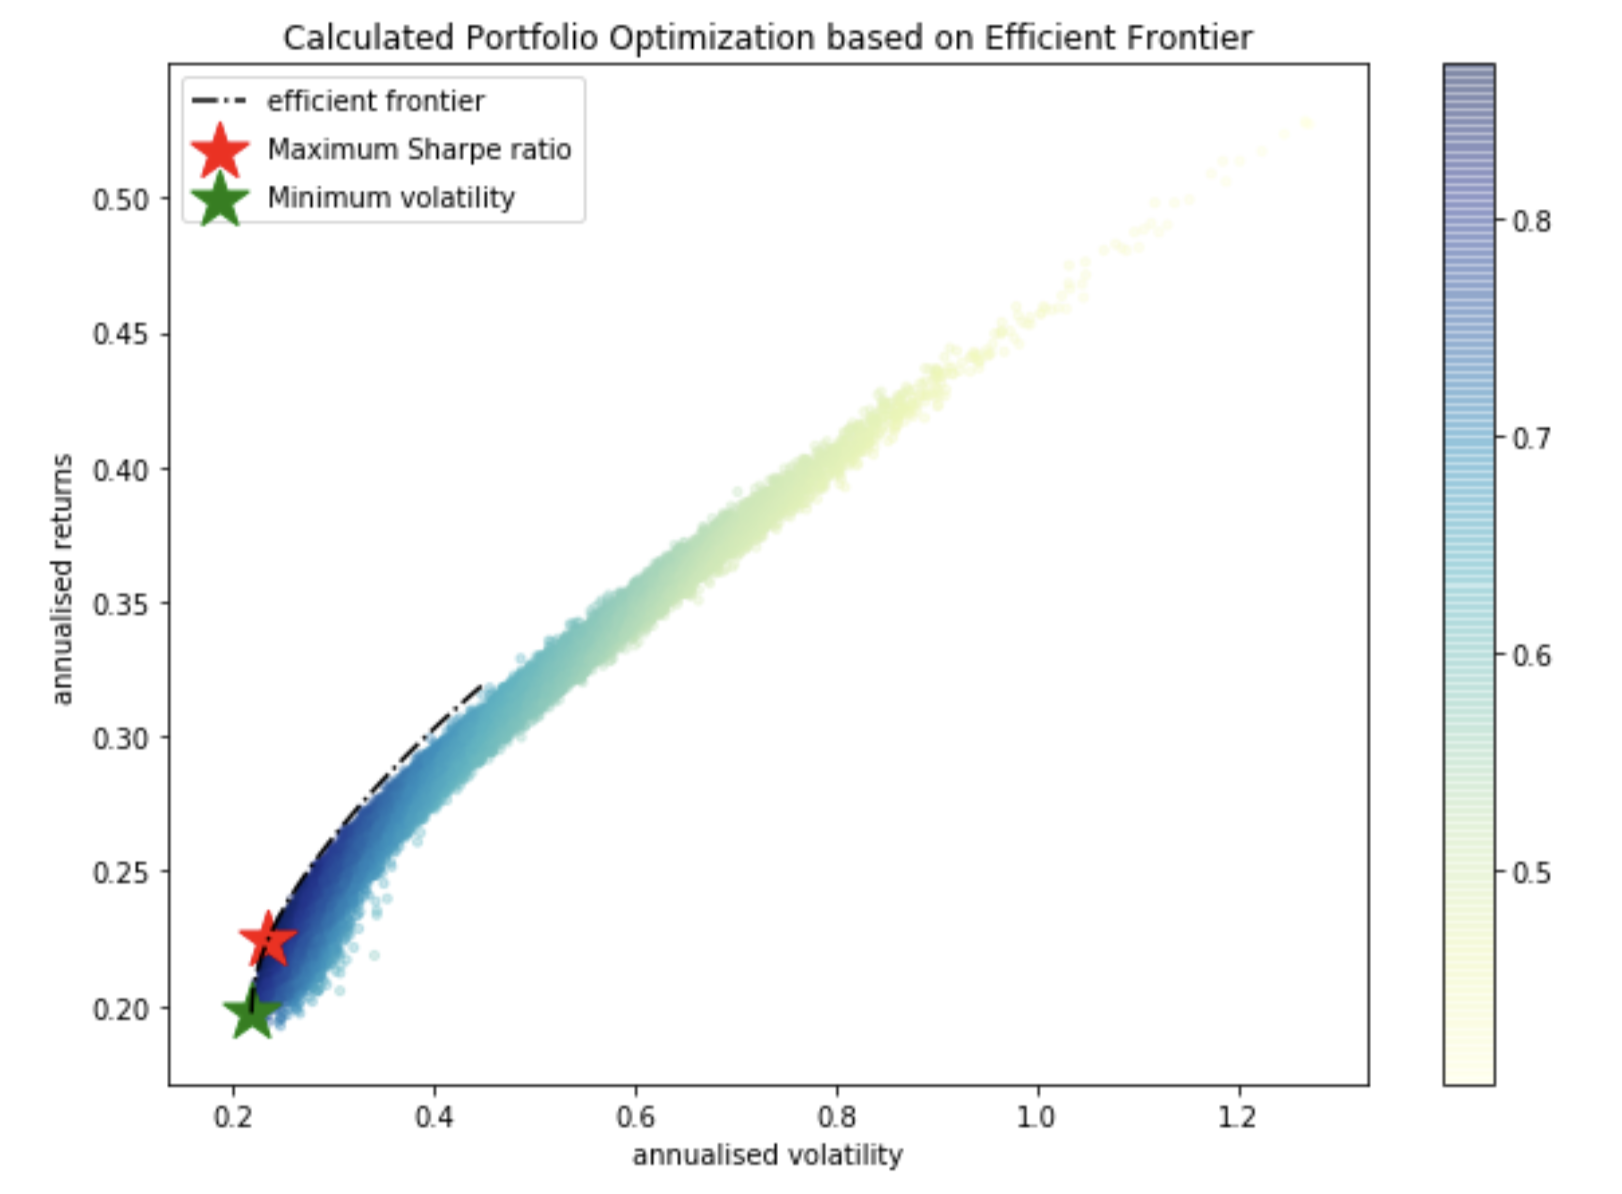 Calculated Portfolio Optimization based on Efficient Frontier
efficient frontier
Maximum Sharpe ratio
Minimum volatility
0.50
0.45
0.40
0.35
0.30
0.25
0.20
annualised returns
0.2 0.4 0.6 0.8 1.0 1.2
annualised volatility
0.8
0.7
0.6
0.5